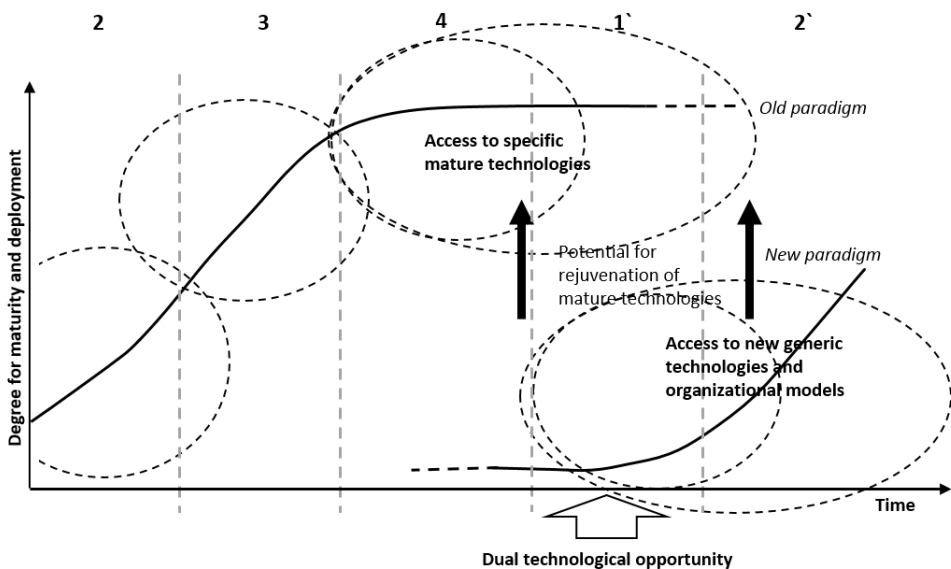 2 3 4 1` 2`
Old paradigm
Access to specific
mature technologies
Degree for maturity and deployment
Potential for
rejuvenation of
mature technologies
New paradigm
Access to new generic
technologies and
organizational models
Time
Dual technological opportunity